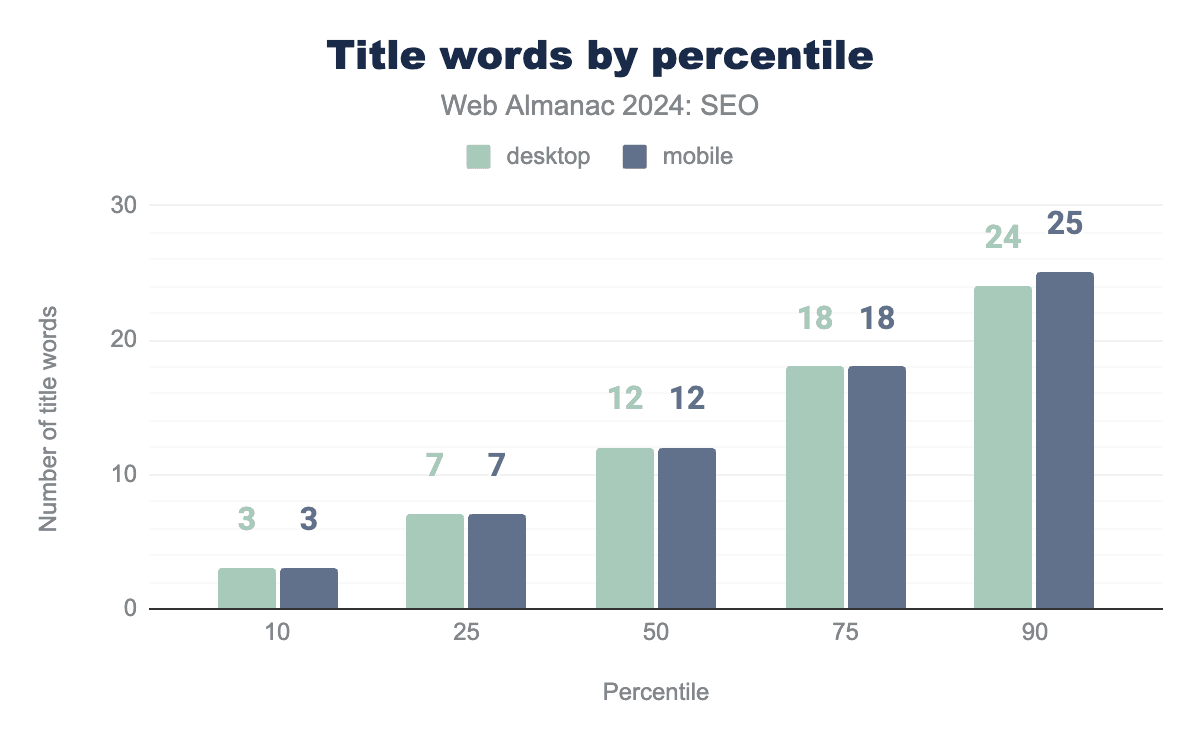 Title words by percentile
Web Almanac 2024: SEO
desktop mobile
30
24 25
18 18
20
12 12
Number of title words
10
7 7
3 3
0
10 25 50 75 90
Percentile